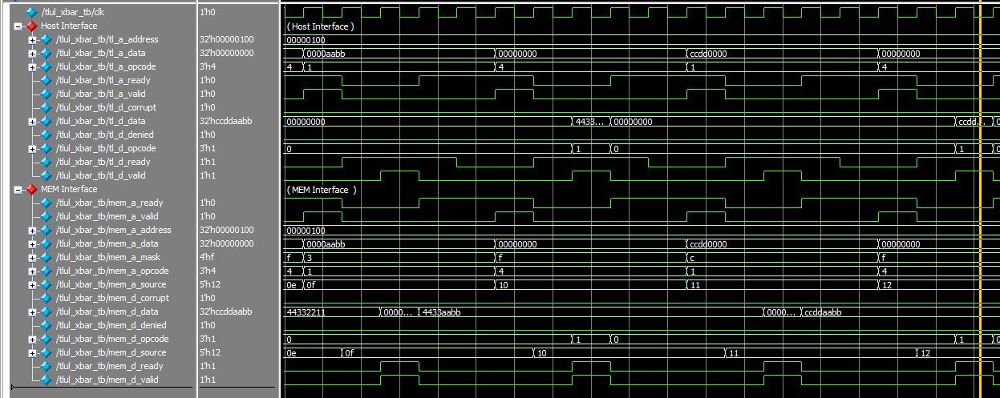 /tlul_xbar_tb/clk 1'h0
Host Interface (Host Interface )
/tlul_xbar_tb/tl_a_address 32'h00000100 00000100
/tlul_xbar_tb/tl_a_data 32'h00000000 0000aabb 00000000 ccdd0000 00000000
/tlul_xbar_tb/tl_a_opcode 3'h4 4 1 4 1 4
/tlul_xbar_tb/tl_a_ready 1'h0
/tlul_xbar_tb/tl_a_valid 1'h0
/tlul_xbar_tb/tl_d_corrupt 1'h0
/tlul_xbar_tb/tl_d_data 32'hccddaabb 00000000 4433... 00000000 ccdd... 0
/tlul_xbar_tb/tl_d_denied 1'h0
/tlul_xbar_tb/tl_d_opcode 3'h1 0 1 0 1 0
/tlul_xbar_tb/tl_d_ready 1'h1
/tlul_xbar_tb/tl_d_valid 1'h1
MEM Interface (MEM Interface )
/tlul_xbar_tb/mem_a_ready 1'h0
/tlul_xbar_tb/mem_a_valid 1'h0
/tlul_xbar_tb/mem_a_address 32'h00000100 00000100
/tlul_xbar_tb/mem_a_data 32'h00000000 0000aabb 00000000 ccdd0000 00000000
/tlul_xbar_tb/mem_a_mask 4'hf f 3 f c f
/tlul_xbar_tb/mem_a_opcode 3'h4 4 1 4 1 4
/tlul_xbar_tb/mem_a_source 5'h12 0e 0f 10 11 12
/tlul_xbar_tb/mem_d_corrupt 1'h0
/tlul_xbar_tb/mem_d_data 32'hccddaabb 44332211 0000... 4433aabb 0000... ccddaabb
/tlul_xbar_tb/mem_d_denied 1'h0
/tlul_xbar_tb/mem_d_opcode 3'h1 0 1 0 1 0
/tlul_xbar_tb/mem_d_source 5'h12 0e 0f 10 11 12
/tlul_xbar_tb/mem_d_ready 1'h1
/tlul_xbar_tb/mem_d_valid 1'h1